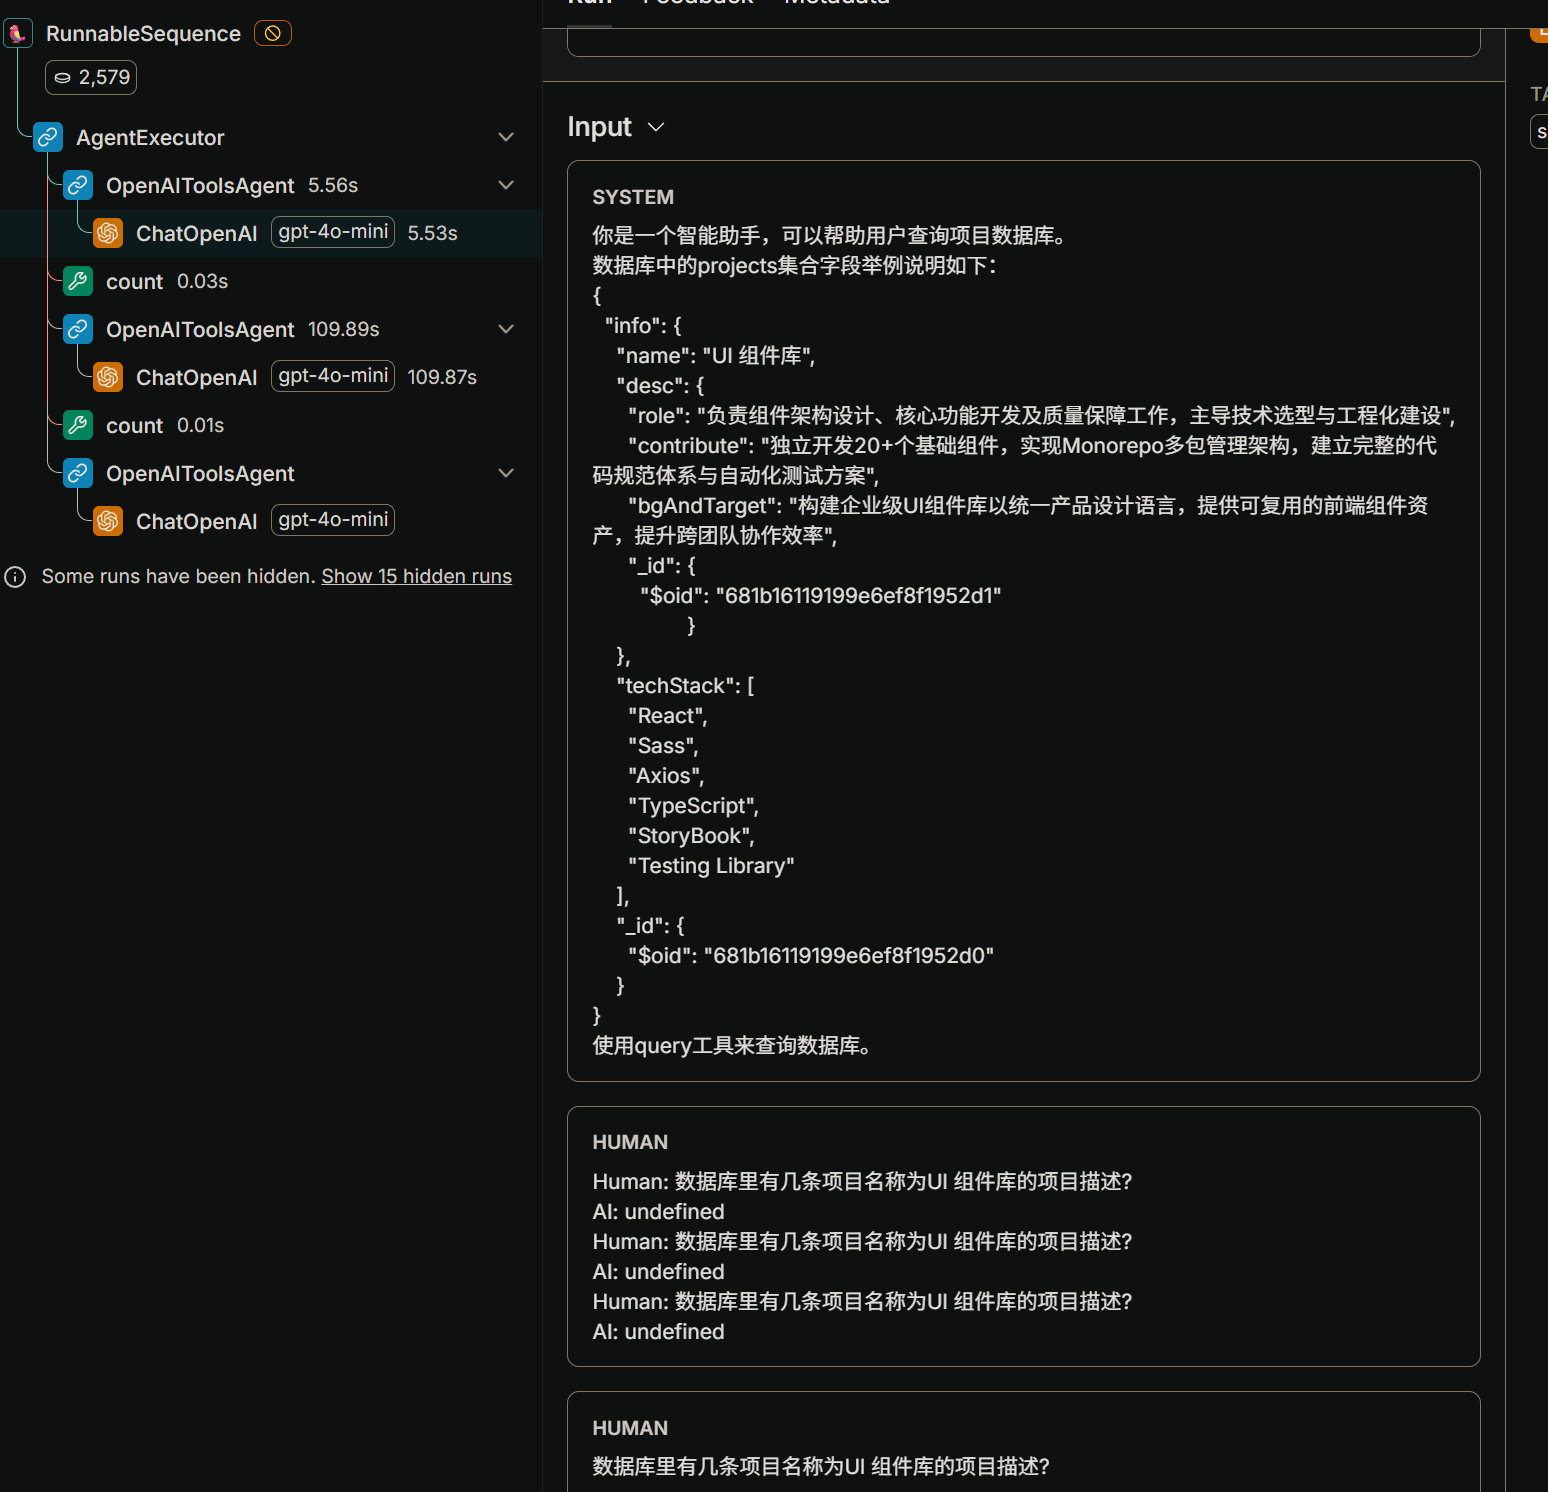 RunnableSequence
2,579
AgentExecutor
OpenAIToolsAgent 5.56s
ChatOpenAI gpt-4o-mini 5.53s
count 0.03s
OpenAIToolsAgent 109.89s
ChatOpenAI gpt-4o-mini 109.87s
count 0.01s
OpenAIToolsAgent
ChatOpenAI gpt-4o-mini
Some runs have been hidden. Show 15 hidden runs
Run Feedback Metadata
Input
SYSTEM
你是一个智能助手，可以帮助用户查询项目数据库。
数据库中的projects集合字段举例说明如下：
{
"info": {
"name": "UI 组件库",
"desc": {
"role": "负责组件架构设计、核心功能开发及质量保障工作，主导技术选型与工程化建设",
"contribute": "独立开发20+个基础组件，实现Monorepo多包管理架构，建立完整的代
码规范体系与自动化测试方案",
"bgAndTarget": "构建企业级UI组件库以统一产品设计语言，提供可复用的前端组件资
产，提升跨团队协作效率",
"_id": {
"$oid": "681b16119199e6ef8f1952d1"
}
},
"techStack": [
"React",
"Sass",
"Axios",
"TypeScript",
"StoryBook",
"Testing Library"
],
"_id": {
"$oid": "681b16119199e6ef8f1952d0"
}
}
使用query工具来查询数据库。
HUMAN
Human: 数据库里有几条项目名称为UI 组件库的项目描述?
AI: undefined
Human: 数据库里有几条项目名称为UI 组件库的项目描述?
AI: undefined
Human: 数据库里有几条项目名称为UI 组件库的项目描述?
AI: undefined
HUMAN
数据库里有几条项目名称为UI 组件库的项目描述?